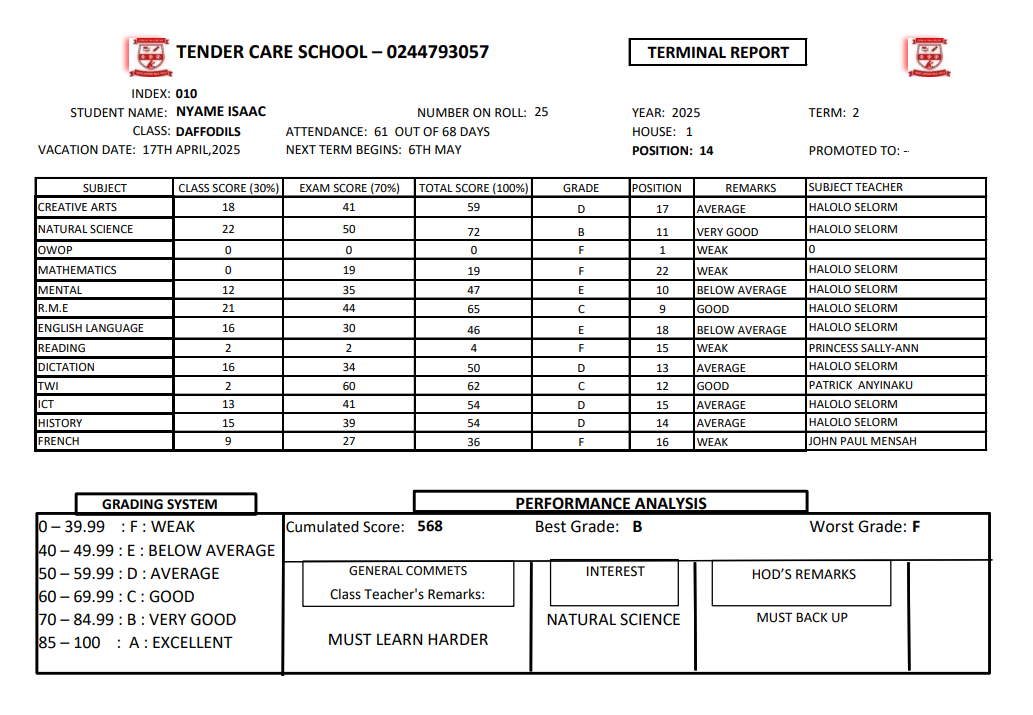 TENDER CARE SCHOOL – 0244793057 TERMINAL REPORT
INDEX: 010
STUDENT NAME: NYAME ISAAC NUMBER ON ROLL: 25 YEAR: 2025 TERM: 2
CLASS: DAFFODILS ATTENDANCE: 61 OUT OF 68 DAYS HOUSE: 1
VACATION DATE: 17TH APRIL,2025 NEXT TERM BEGINS: 6TH MAY POSITION: 14 PROMOTED TO: --
SUBJECT CLASS SCORE (30%) EXAM SCORE (70%) TOTAL SCORE (100%) GRADE POSITION REMARKS SUBJECT TEACHER
CREATIVE ARTS 18 41 59 D 17 AVERAGE HALOLO SELORM
NATURAL SCIENCE 22 50 72 B 11 VERY GOOD HALOLO SELORM
OWOP 0 0 0 F 1 WEAK 0
MATHEMATICS 0 19 19 F 22 WEAK HALOLO SELORM
MENTAL 12 35 47 E 10 BELOW AVERAGE HALOLO SELORM
R.M.E 21 44 65 C 9 GOOD HALOLO SELORM
ENGLISH LANGUAGE 16 30 46 E 18 BELOW AVERAGE HALOLO SELORM
READING 2 2 4 F 15 WEAK PRINCESS SALLY-ANN
DICTATION 16 34 50 D 13 AVERAGE HALOLO SELORM
TWI 2 60 62 C 12 GOOD PATRICK ANYINAKU
ICT 13 41 54 D 15 AVERAGE HALOLO SELORM
HISTORY 15 39 54 D 14 AVERAGE HALOLO SELORM
FRENCH 9 27 36 F 16 WEAK JOHN PAUL MENSAH
GRADING SYSTEM
0 – 39.99 : F : WEAK
40 – 49.99 : E : BELOW AVERAGE
50 – 59.99 : D : AVERAGE
60 – 69.99 : C : GOOD
70 – 84.99 : B : VERY GOOD
85 – 100 : A : EXCELLENT
PERFORMANCE ANALYSIS
Cumulated Score: 568 Best Grade: B Worst Grade: F
GENERAL COMMETS
Class Teacher's Remarks:
MUST LEARN HARDER
INTEREST
NATURAL SCIENCE
HOD’S REMARKS
MUST BACK UP